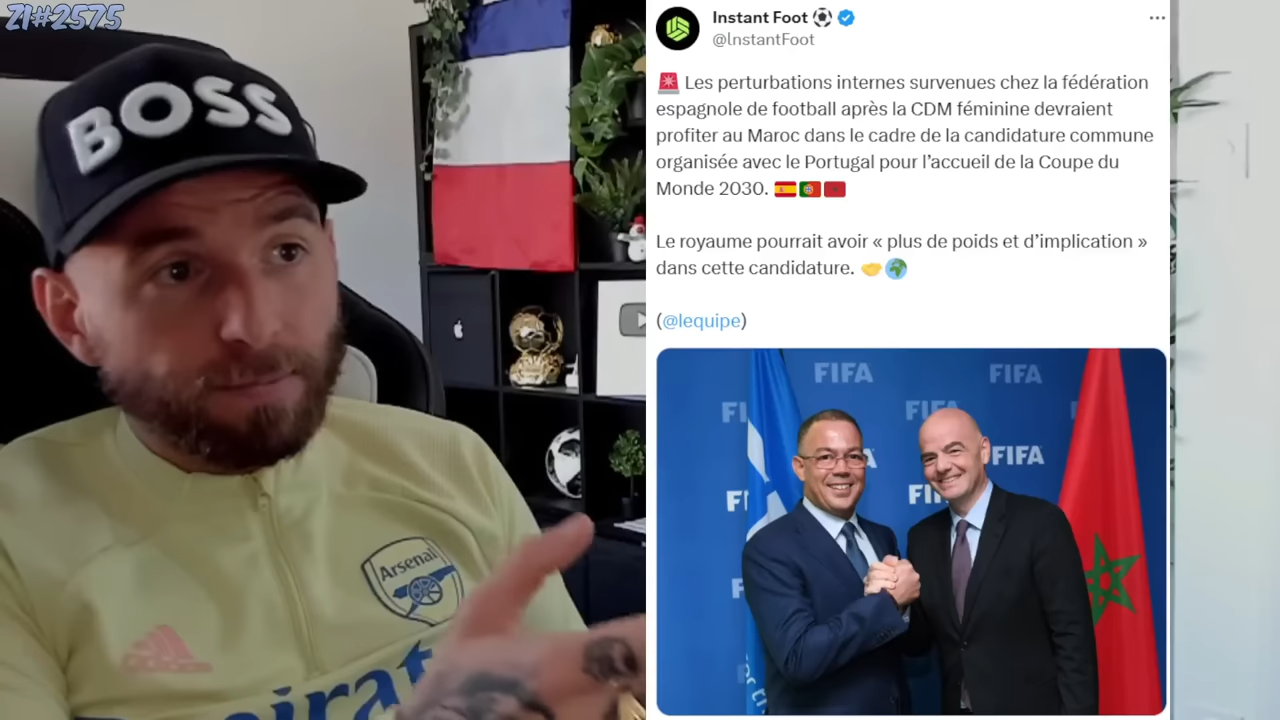 Z1#2575
BOSS
Arsenal
Instant Foot
@lnstantFoot
Les perturbations internes survenues chez la fédération
espagnole de football après la CDM féminine devraient
profiter au Maroc dans le cadre de la candidature commune
organisée avec le Portugal pour l’accueil de la Coupe du
Monde 2030.
Le royaume pourrait avoir « plus de poids et d’implication »
dans cette candidature.
(@lequipe)
FIFA FIFA
FIFA
FIFA